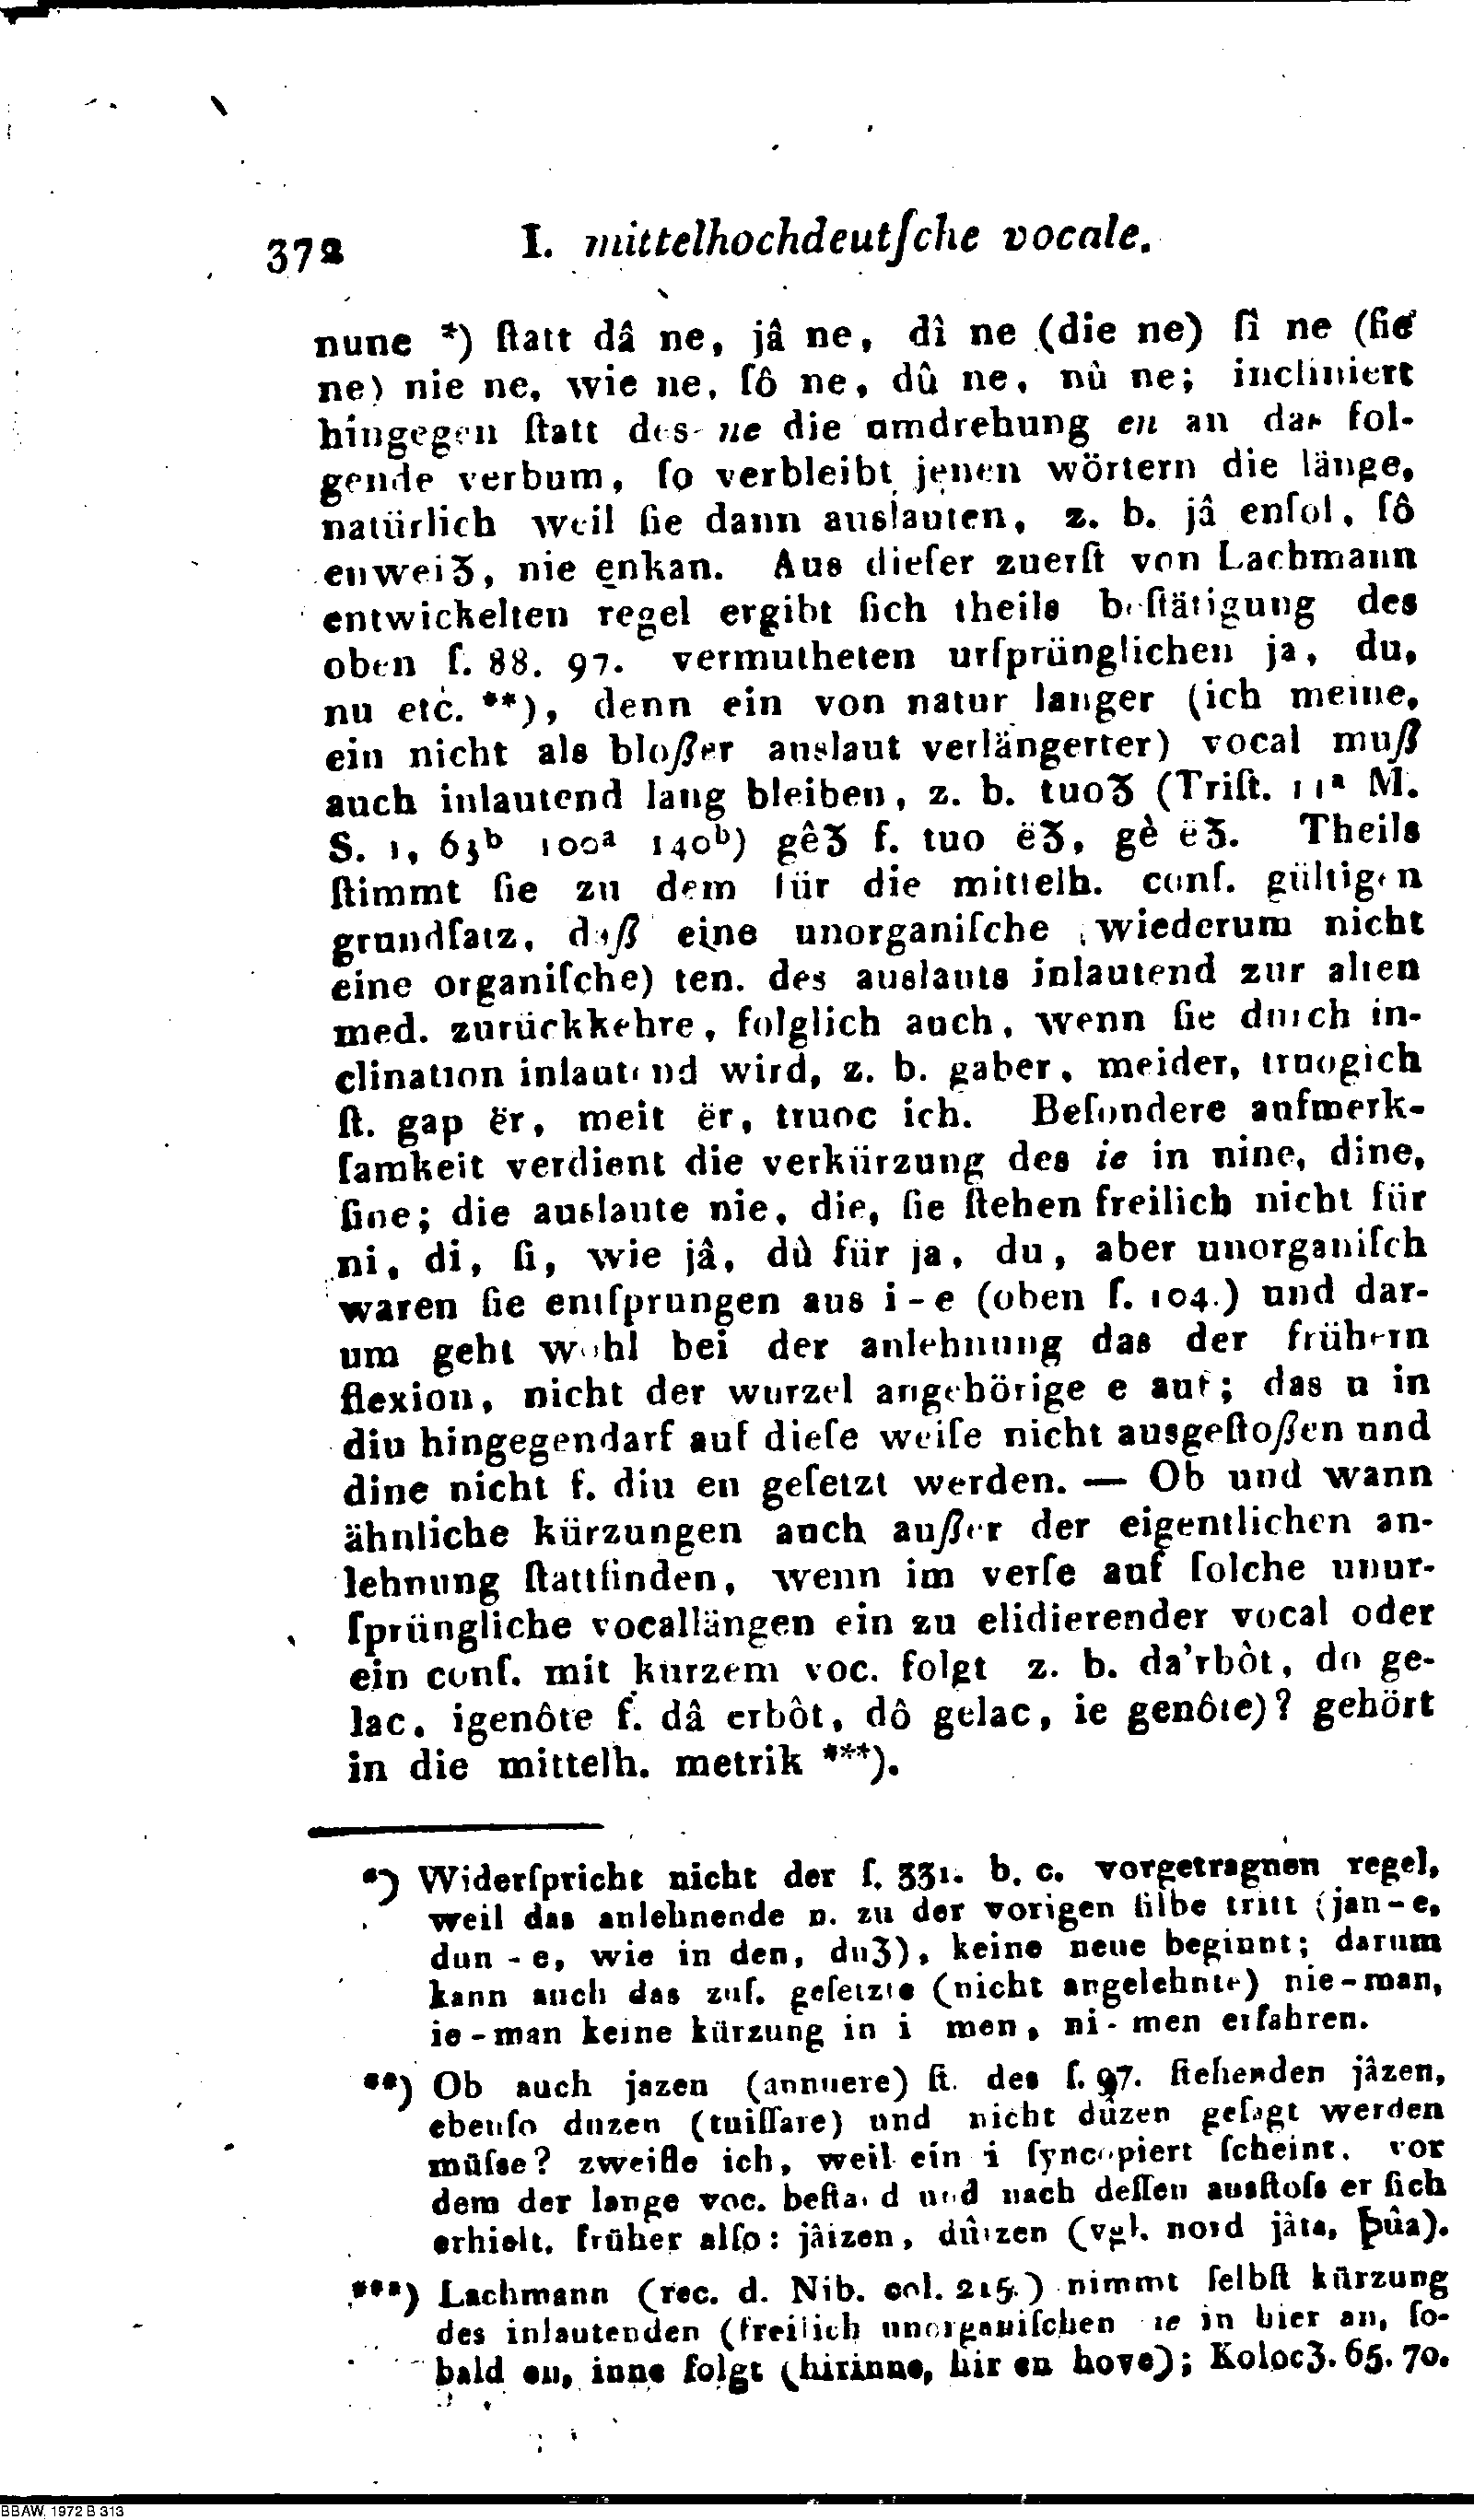 372 I. mittelhochdeutſche vocale.
nune *) ſtatt dâ ne, jâ ne, dî ne (die ne) ſî ne (ſie
ne) nie ne, wie ne, ſô ne, dû ne, nû ne; incliniert
hingegen ſtatt des ne die umdrehung en an das fol-
gende verbum, ſo verbleibt jenen wörtern die länge,
natürlich weil ſie dann auslauten, z. b. jâ enſol, ſô
enweiʒ, nie enkan. Aus dieſer zuerſt von Lachmann
entwickelten regel ergibt ſich theils beſtätigung des
oben ſ. 88. 97. vermutheten urſprünglichen ja, du,
nu etc. **), denn ein von natur langer (ich meine,
ein nicht als bloßer auslaut verlängerter) vocal muß
auch inlautend lang bleiben, z. b. tuoʒ (Triſt. 11ᵃ M.
S. 1, 63ᵇ 100ᵃ 140ᵇ) gêʒ f. tuo ëʒ, gê ëʒ. Theils
ſtimmt ſie zu dem für die mittelh. conſ. gültigen
grundſatz, daß eine unorganiſche (wiederum nicht
eine organiſche) ten. des auslauts inlautend zur alten
med. zurückkehre, folglich auch, wenn ſie durch in-
clination inlautend wird, z. b. gaber, meider, truogich
ſt. gap ër, meit ër, truoc ich. Beſondere aufmerk-
ſamkeit verdient die verkürzung des ie in nine, dine,
ſine; die auslaute nie, die, ſie ſtehen freilich nicht für
ni, di, ſi, wie jâ, dû für ja, du, aber unorganiſch
waren ſie entſprungen aus i-e (oben ſ. 104.) und dar-
um geht wohl bei der anlehnung das der frühern
flexion, nicht der wurzel angehörige e auf; das u in
diu hingegendarf auf dieſe weiſe nicht ausgeſtoßen und
dine nicht f. diu en geſetzt werden. — Ob und wann
ähnliche kürzungen auch außer der eigentlichen an-
lehnung ſtattfinden, wenn im verſe auf ſolche unur-
ſprüngliche vocallängen ein zu elidierender vocal oder
ein conſ. mit kurzem voc. folgt z. b. da'rbôt, do ge-
lac, igenôte f. dâ erbôt, dô gelac, ie genôte)? gehört
in die mittelh. metrik ***).
*) Widerſpricht nicht der ſ. 331. b. c. vorgetragnen regel,
weil das anlehnende n. zu der vorigen ſilbe tritt (jan-e,
dun-e, wie in den, duʒ), keine neue beginnt; darum
kann auch das zuſ. geſetzte (nicht angelehnte) nie-man,
ie-man keine kürzung in i men, ni-men erfahren.
**) Ob auch jazen (annuere) ſt. des ſ. 97. ſtehenden jâzen,
ebenſo duzen (tuiſſare) und nicht dûzen geſagt werden
müſse? zweifle ich, weil ein i ſyncopiert ſcheint, vor
dem der lange voc. beſtand und nach deſſen ausſtoſs er ſich
erhielt. früher alſo: jâizen, dûizen (vgl. nord jâta, þûa).
***) Lachmann (rec. d. Nib. col. 215.) nimmt ſelbſt kürzung
des inlautenden (freilich unorganiſchen ie in hier an, ſo-
bald en, inne folgt (hirinne, hir en hove); Kolocʒ. 65. 70.
BBAW, 1972 B 313